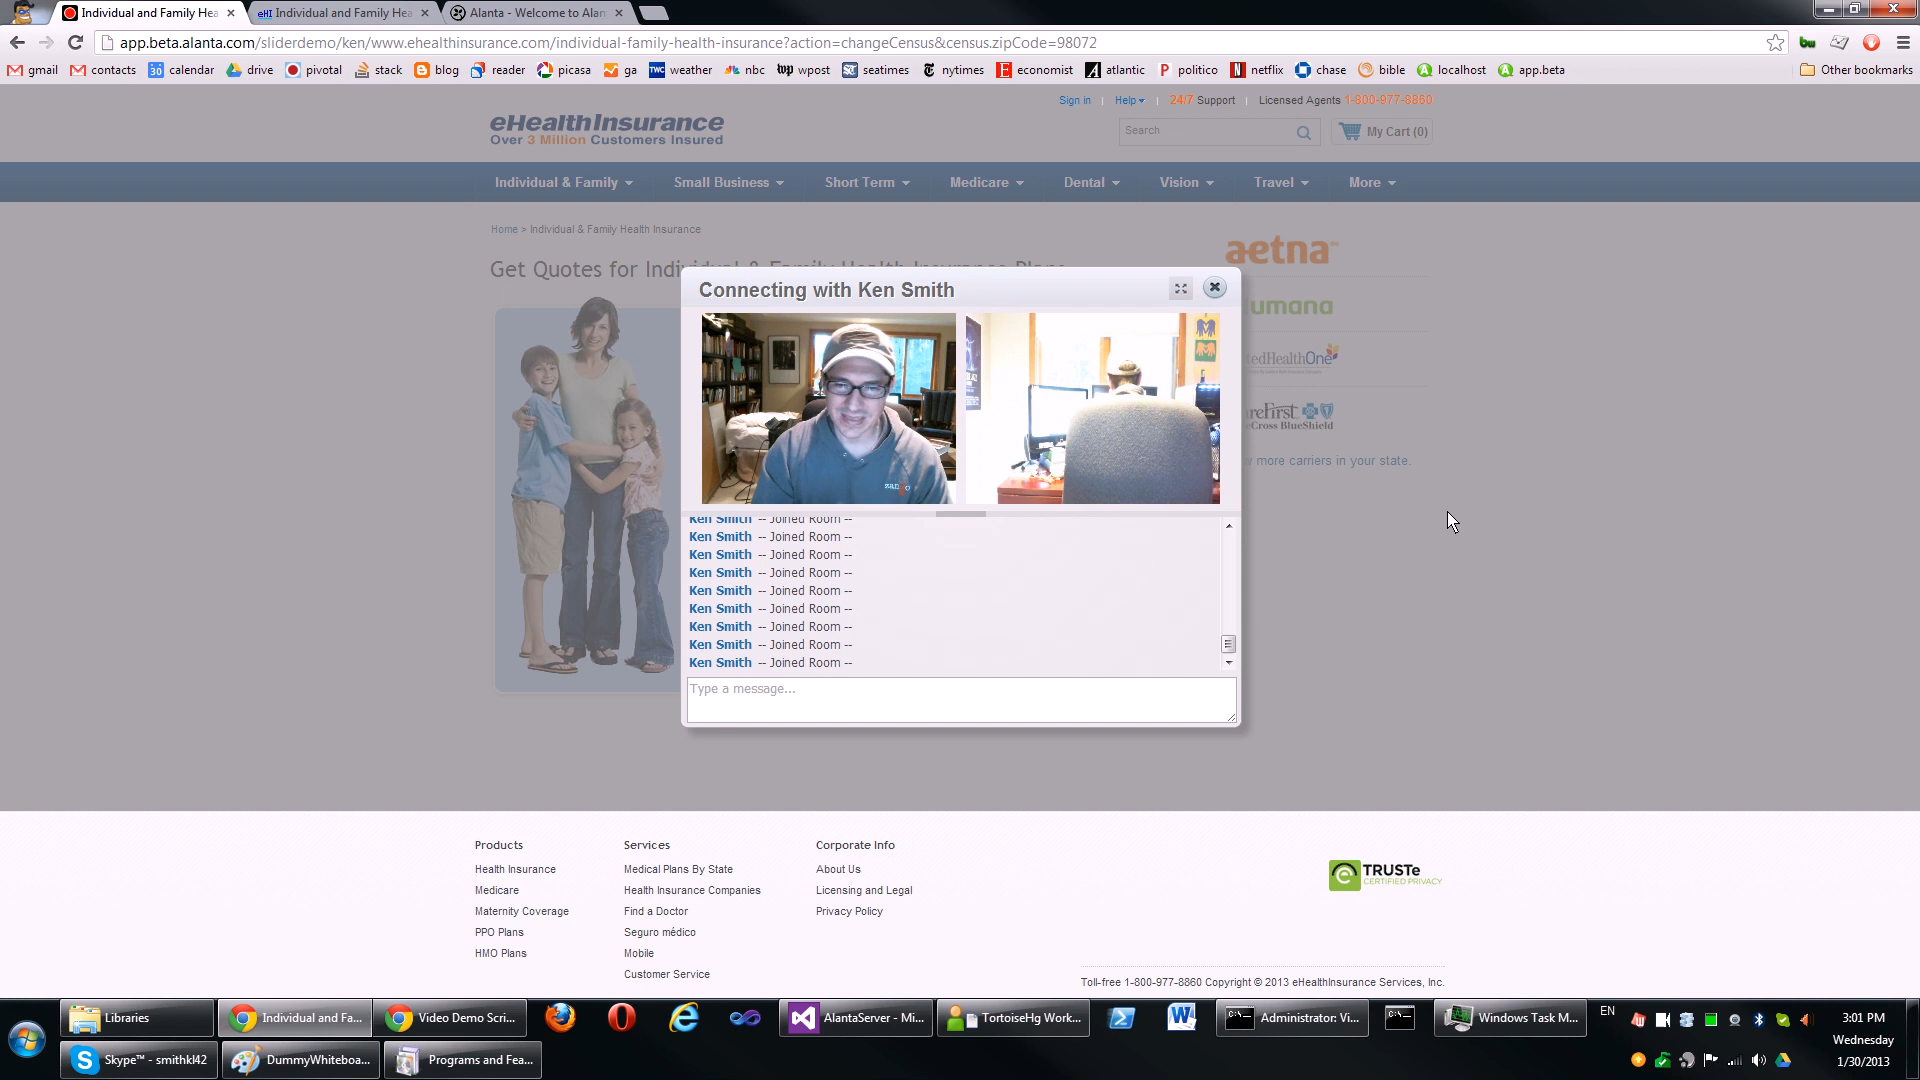 Individual and Family Hea
Individual and Family Hea
Alanta - Welcome to Alan
app.beta.alanta.com/sliderdemo/ken/www.ehealthinsurance.com/individual-family-health-insurance?action=changeCensus&census.zipCode=98072
gmail contacts calendar drive pivotal stack blog reader picasa ga weather nbc wpost seatimes nytimes economist atlantic politico netflix chase bible localhost app.beta Other bookmarks
Sign in | Help | 24/7 Support | Licensed Agents 1-800-977-8860
eHealthInsurance
Over 3 Million Customers Insured
Search
My Cart (0)
Individual & Family Small Business Short Term Medicare Dental Vision Travel More
Home > Individual & Family Health Insurance
aetna
Get Quotes for Individual & Family Health Insurance Plans
Connecting with Ken Smith
umana
tedHealthOne
reFirst
eCross BlueShield
more carriers in your state.
zango
Ken Smith -- Joined Room --
Ken Smith -- Joined Room --
Ken Smith -- Joined Room --
Ken Smith -- Joined Room --
Ken Smith -- Joined Room --
Ken Smith -- Joined Room --
Ken Smith -- Joined Room --
Ken Smith -- Joined Room --
Ken Smith -- Joined Room --
Type a message...
Products
Health Insurance
Medicare
Maternity Coverage
PPO Plans
HMO Plans
Services
Medical Plans By State
Health Insurance Companies
Find a Doctor
Seguro médico
Mobile
Customer Service
Corporate Info
About Us
Licensing and Legal
Privacy Policy
TRUSTe
CERTIFIED PRIVACY
Toll-free 1-800-977-8860 Copyright © 2013 eHealthInsurance Services, Inc.
Libraries
Individual and Fa...
Video Demo Scri...
AlantaServer - Mi...
TortoiseHg Work...
Administrator: Vi...
Windows Task M...
EN
Skype™ - smithkl42
DummyWhiteboa...
Programs and Fea...
3:01 PM
Wednesday
1/30/2013